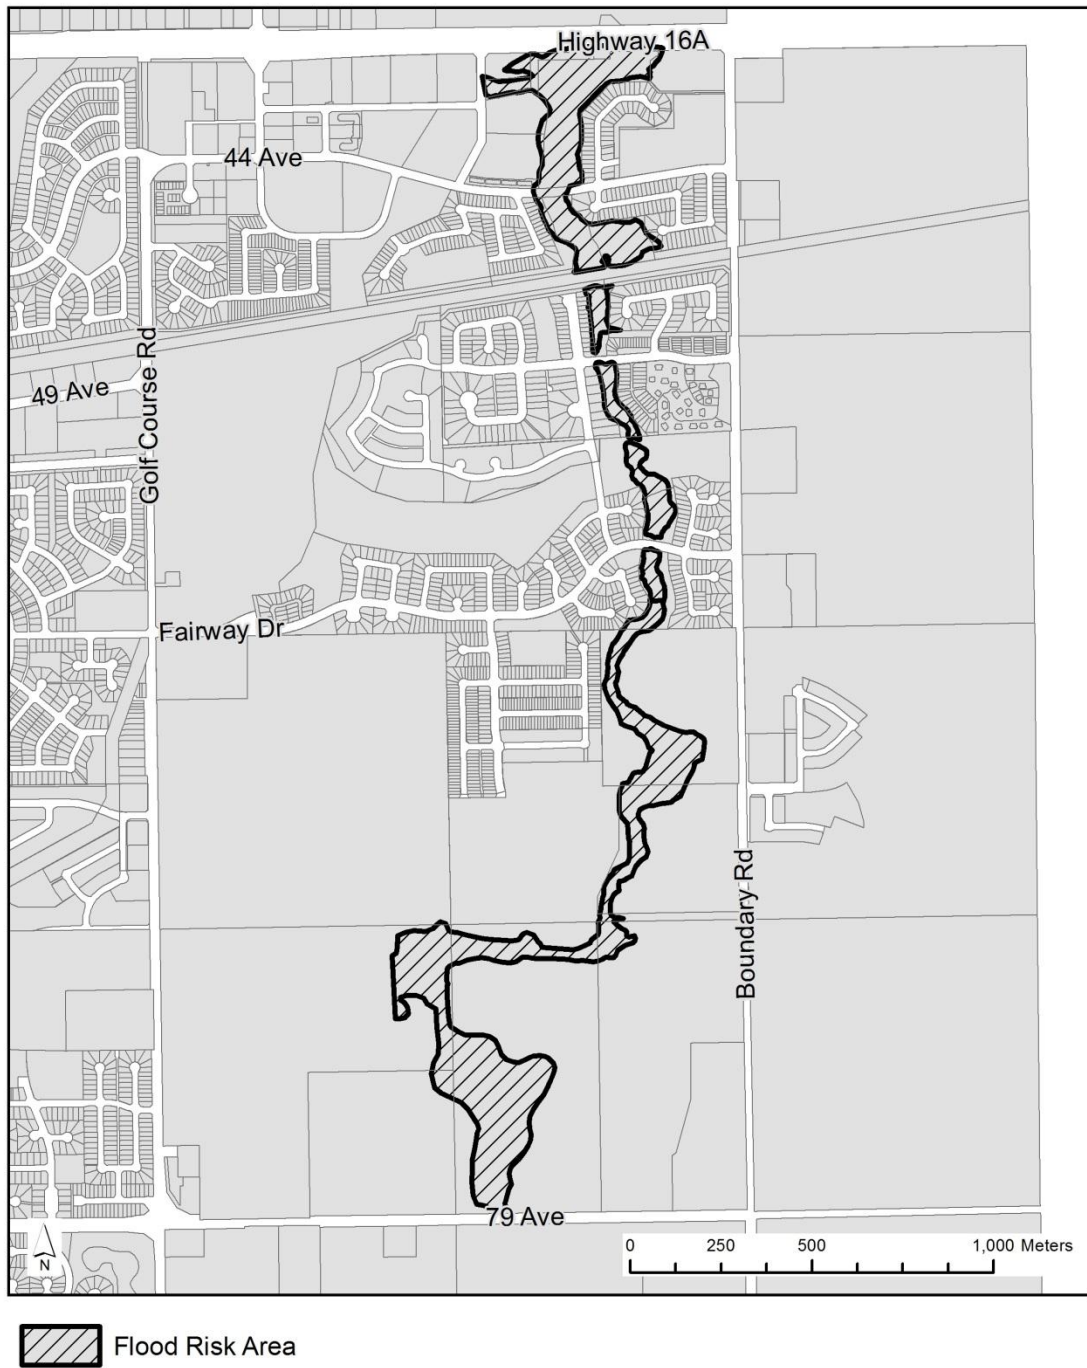 Highway 16A
44 Ave
49 Ave
Golf Course Rd
Fairway Dr
Boundary Rd
79 Ave
0 250 500 1,000 Meters
N
Flood Risk Area